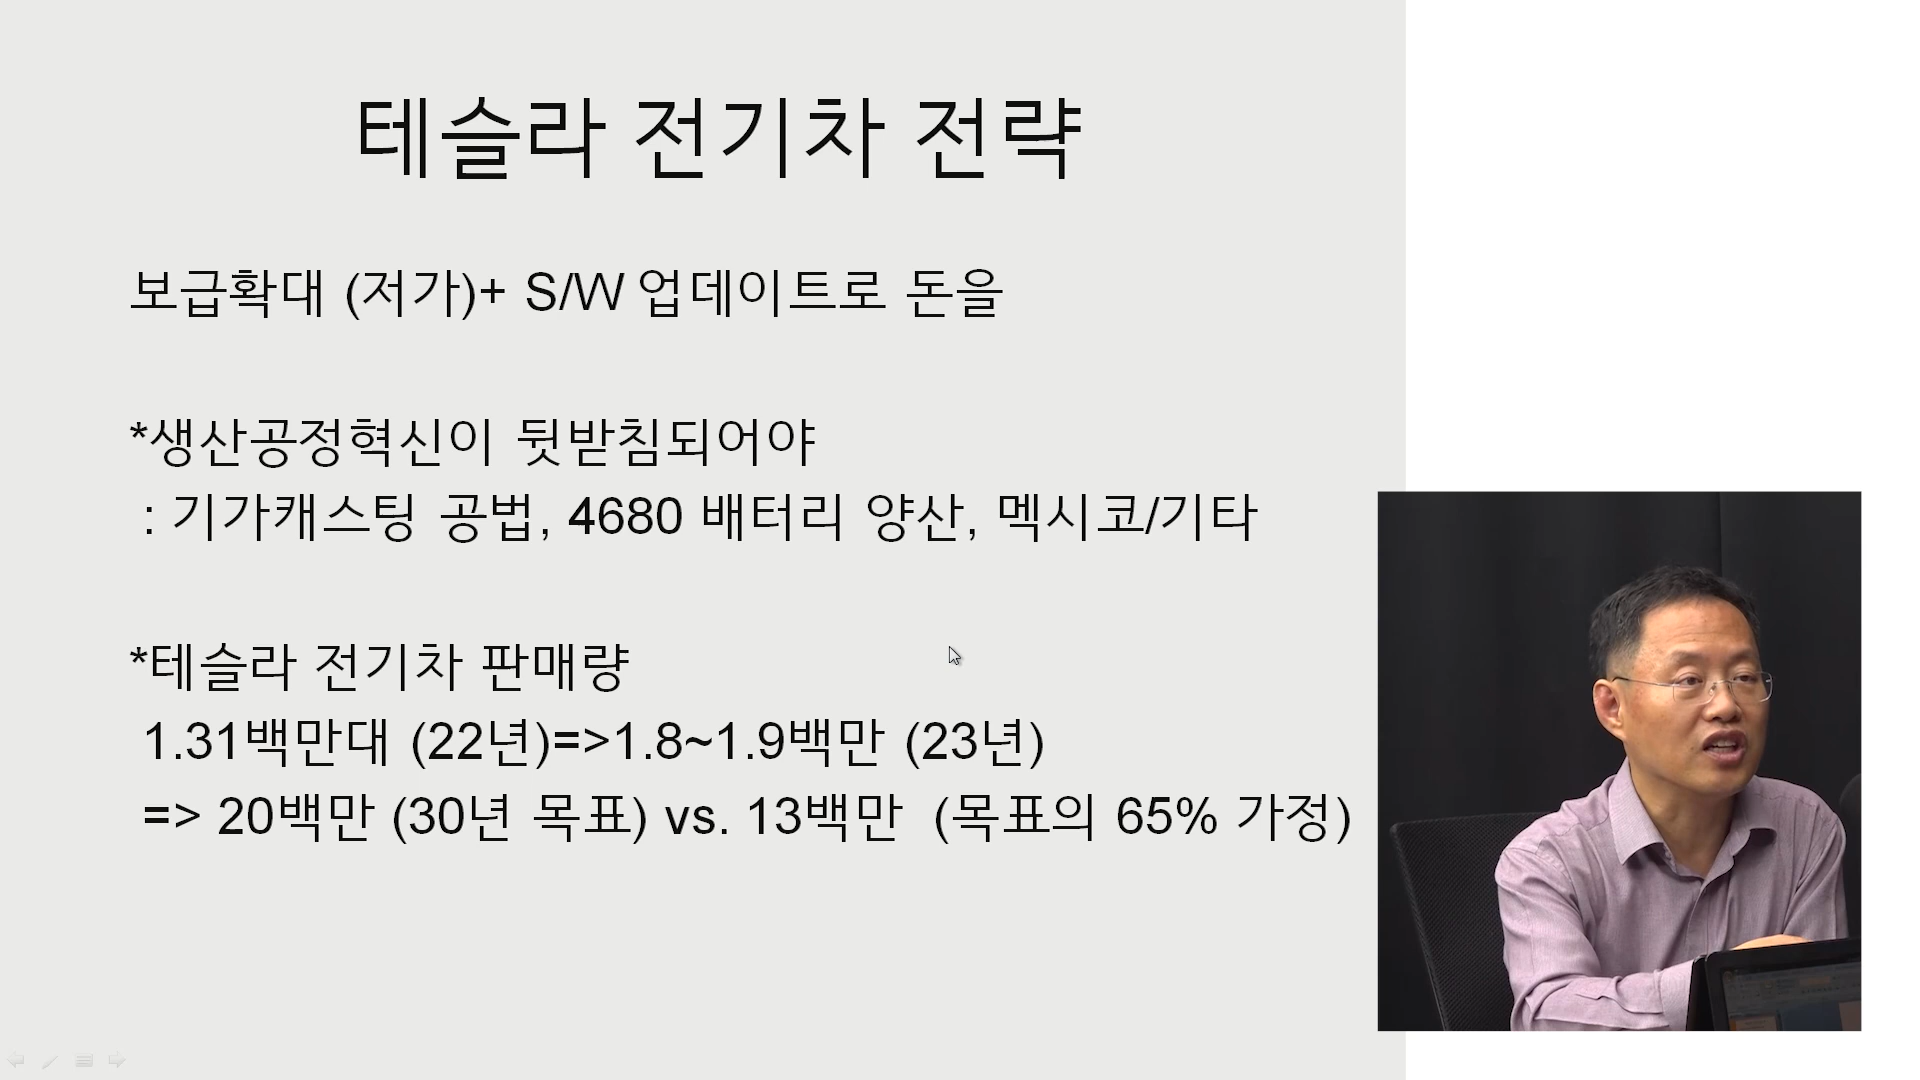 테슬라 전기차 전략
보급확대 (저가)+ S/W 업데이트로 돈을
*생산공정혁신이 뒷받침되어야
: 기가캐스팅 공법, 4680 배터리 양산, 멕시코/기타
*테슬라 전기차 판매량
1.31백만대 (22년)=>1.8~1.9백만 (23년)
=> 20백만 (30년 목표) vs. 13백만 (목표의 65% 가정)